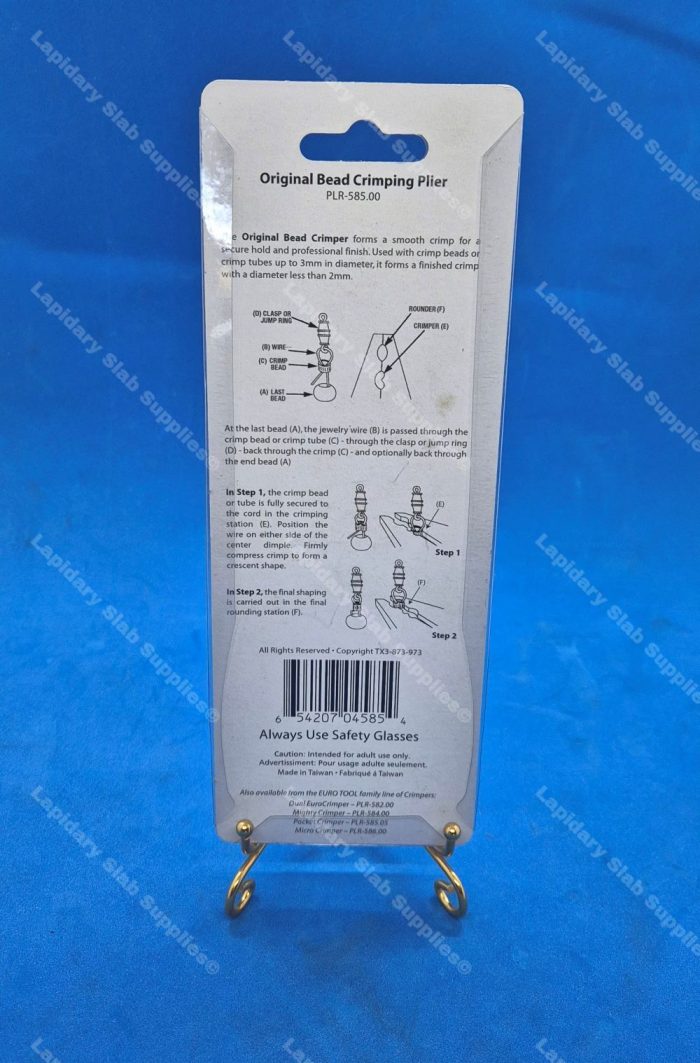 Original Bead Crimping Plier
PLR-585.00
Original Bead Crimper forms a smooth crimp for a
secure hold and professional finish. Used with crimp beads or
crimp tubes up to 3mm in diameter, it forms a finished crimp
with a diameter less than 2mm.
(D) CLASP OR
JUMP RING
(B) WIRE
(C) CRIMP
BEAD
(A) LAST
BEAD
ROUNDER (F)
CRIMPER (E)
At the last bead (A), the jewelry wire (B) is passed through the
crimp bead or crimp tube (C) - through the clasp or jump ring
(D) - back through the crimp (C) - and optionally back through
the end bead (A)
In Step 1, the crimp bead
or tube is fully secured to
the cord in the crimping
station (E). Position the
wire on either side of the
center dimple. Firmly
compress crimp to form a
crescent shape.
(E)
Step 1
In Step 2, the final shaping
is carried out in the final
rounding station (F).
(F)
Step 2
All Rights Reserved • Copyright TX3-873-973
6 54207 04585 4
Always Use Safety Glasses
Caution: Intended for adult use only.
Advertissment: Pour usage adulte seulement.
Made in Taiwan • Fabriqué à Taiwan
Also available from the EURO TOOL family line of Crimpers:
Dual EuroCrimper – PLR-582.00
Mighty Crimper – PLR-584.00
Pocket Crimper – PLR-585.05
Micro Crimper – PLR-586.00
Lapidary Slab Supplies©